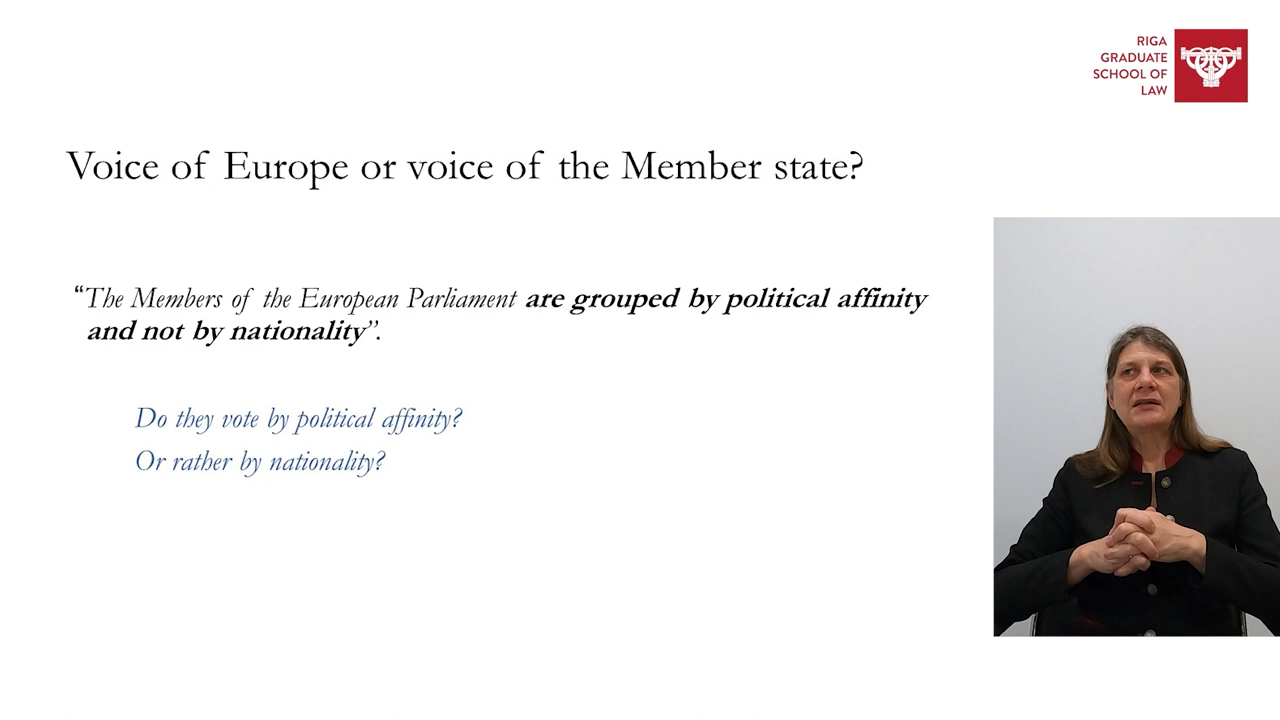 RIGA
GRADUATE
SCHOOL OF
LAW
Voice of Europe or voice of the Member state?
“The Members of the European Parliament are grouped by political affinity
and not by nationality”.
Do they vote by political affinity?
Or rather by nationality?